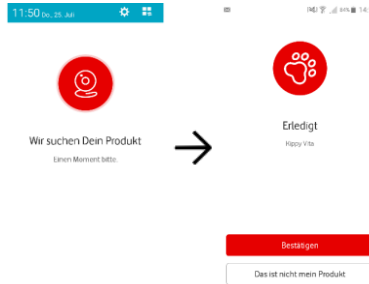 11:50 Do., 25. Juli
Wir suchen Dein Produkt
Einen Moment bitte.
84%
Erledigt
Kippy Vita
Bestätigen
Das ist nicht mein Produkt